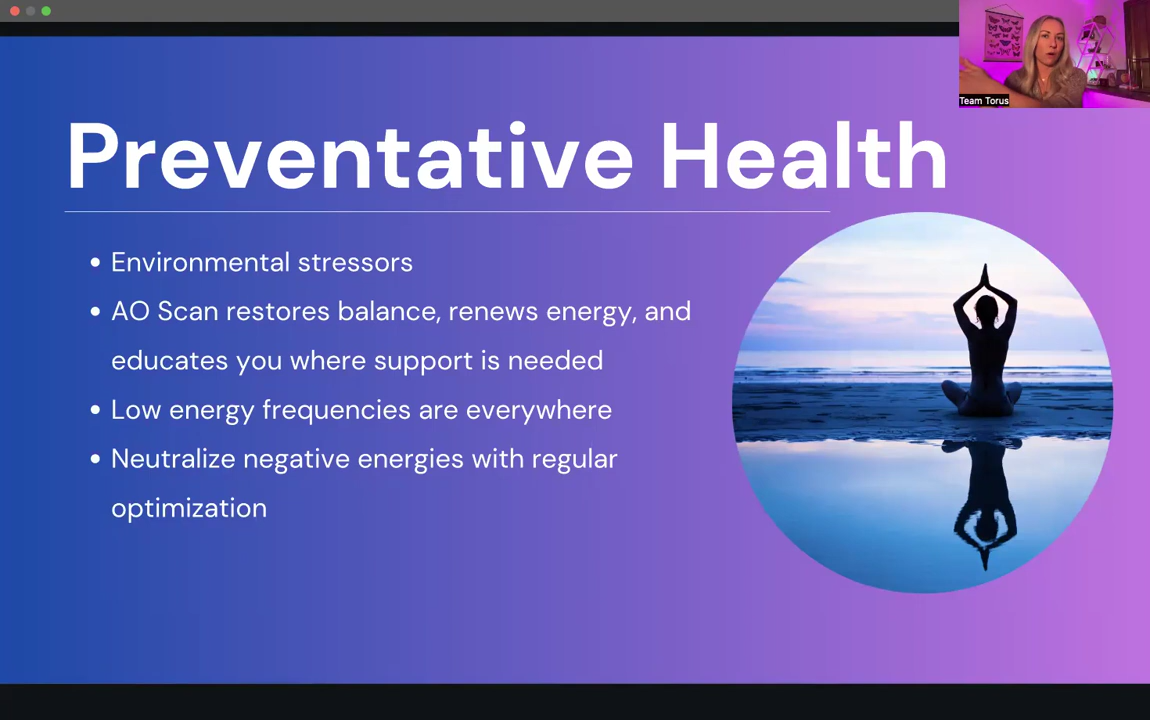 Team Torus
Preventative Health
Environmental stressors
AO Scan restores balance, renews energy, and
educates you where support is needed
Low energy frequencies are everywhere
Neutralize negative energies with regular
optimization